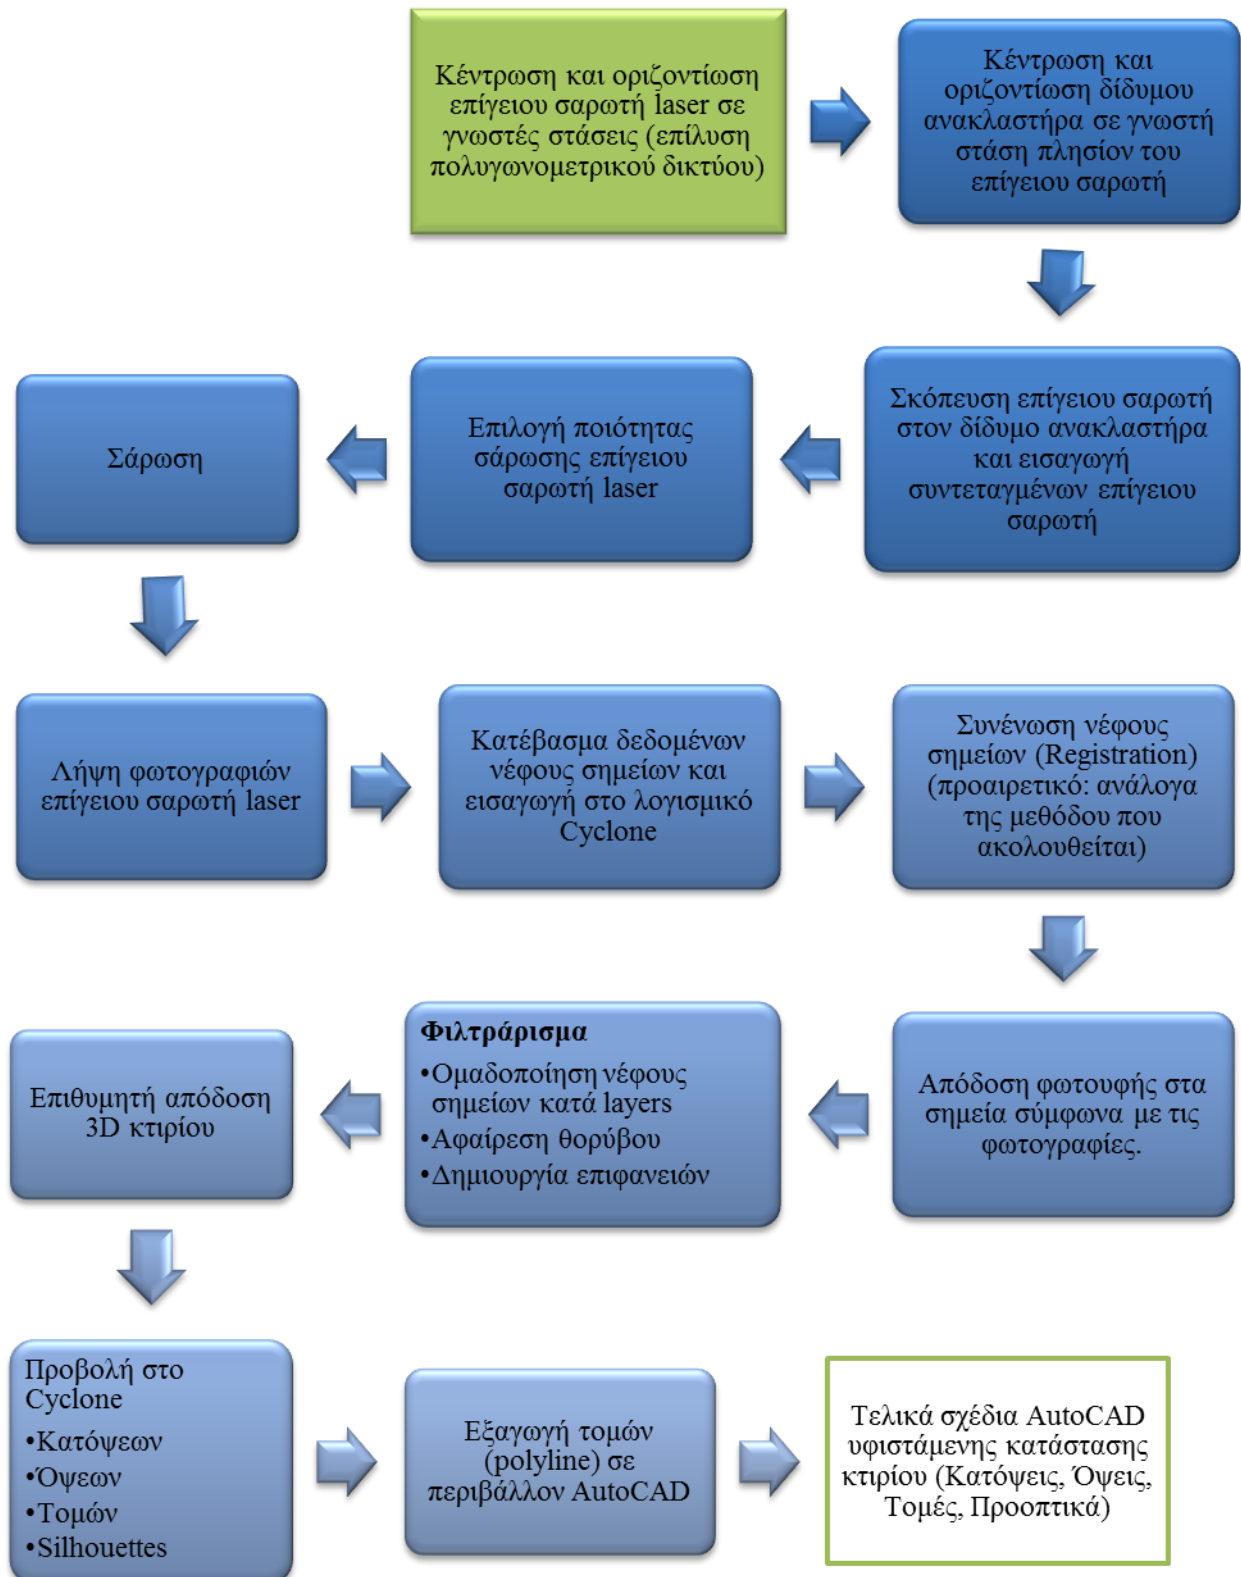 Κέντρωση και οριζοντίωση
επίγειου σαρωτή laser σε
γνωστές στάσεις (επίλυση
πολυγωνομετρικού δικτύου)
Κέντρωση και
οριζοντίωση δίδυμου
ανακλαστήρα σε γνωστή
στάση πλησίον του
επίγειου σαρωτή
Σκόπευση επίγειου σαρωτή
στον δίδυμο ανακλαστήρα
και εισαγωγή
συντεταγμένων επίγειου
σαρωτή
Επιλογή ποιότητας
σάρωσης επίγειου
σαρωτή laser
Σάρωση
Λήψη φωτογραφιών
επίγειου σαρωτή laser
Κατέβασμα δεδομένων
νέφους σημείων και
εισαγωγή στο λογισμικό
Cyclone
Συνένωση νέφους
σημείων (Registration)
(προαιρετικό: ανάλογα
της μεθόδου που
ακολουθείται)
Απόδοση φωτουφής στα
σημεία σύμφωνα με τις
φωτογραφίες.
Φιλτράρισμα
•Ομαδοποίηση νέφους
σημείων κατά layers
•Αφαίρεση θορύβου
•Δημιουργία επιφανειών
Επιθυμητή απόδοση
3D κτιρίου
Προβολή στο
Cyclone
•Κατόψεων
•Όψεων
•Τομών
•Silhouettes
Εξαγωγή τομών
(polyline) σε
περιβάλλον AutoCAD
Τελικά σχέδια AutoCAD
υφιστάμενης κατάστασης
κτιρίου (Κατόψεις, Όψεις,
Τομές, Προοπτικά)